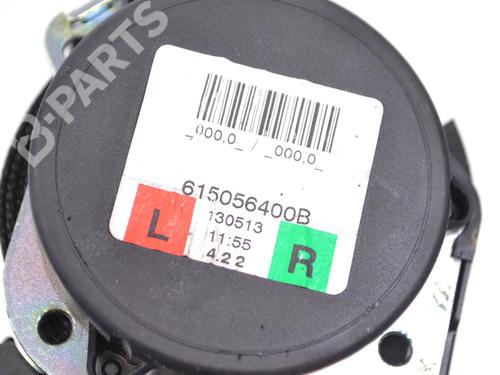 B-PARTS
_000,0_ / _000,0_
615056400B
130513
L
11:55
R
4.2 2